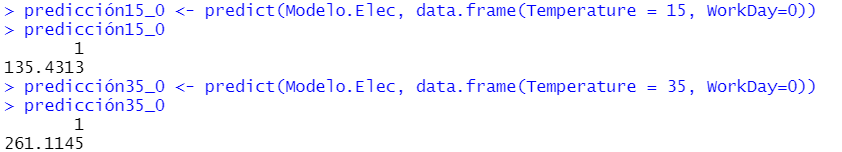 > predicción15_0 <- predict(Modelo.Elec, data.frame(Temperature = 15, WorkDay=0))
> predicción15_0
       1
135.4313
> predicción35_0 <- predict(Modelo.Elec, data.frame(Temperature = 35, WorkDay=0))
> predicción35_0
       1
261.1145